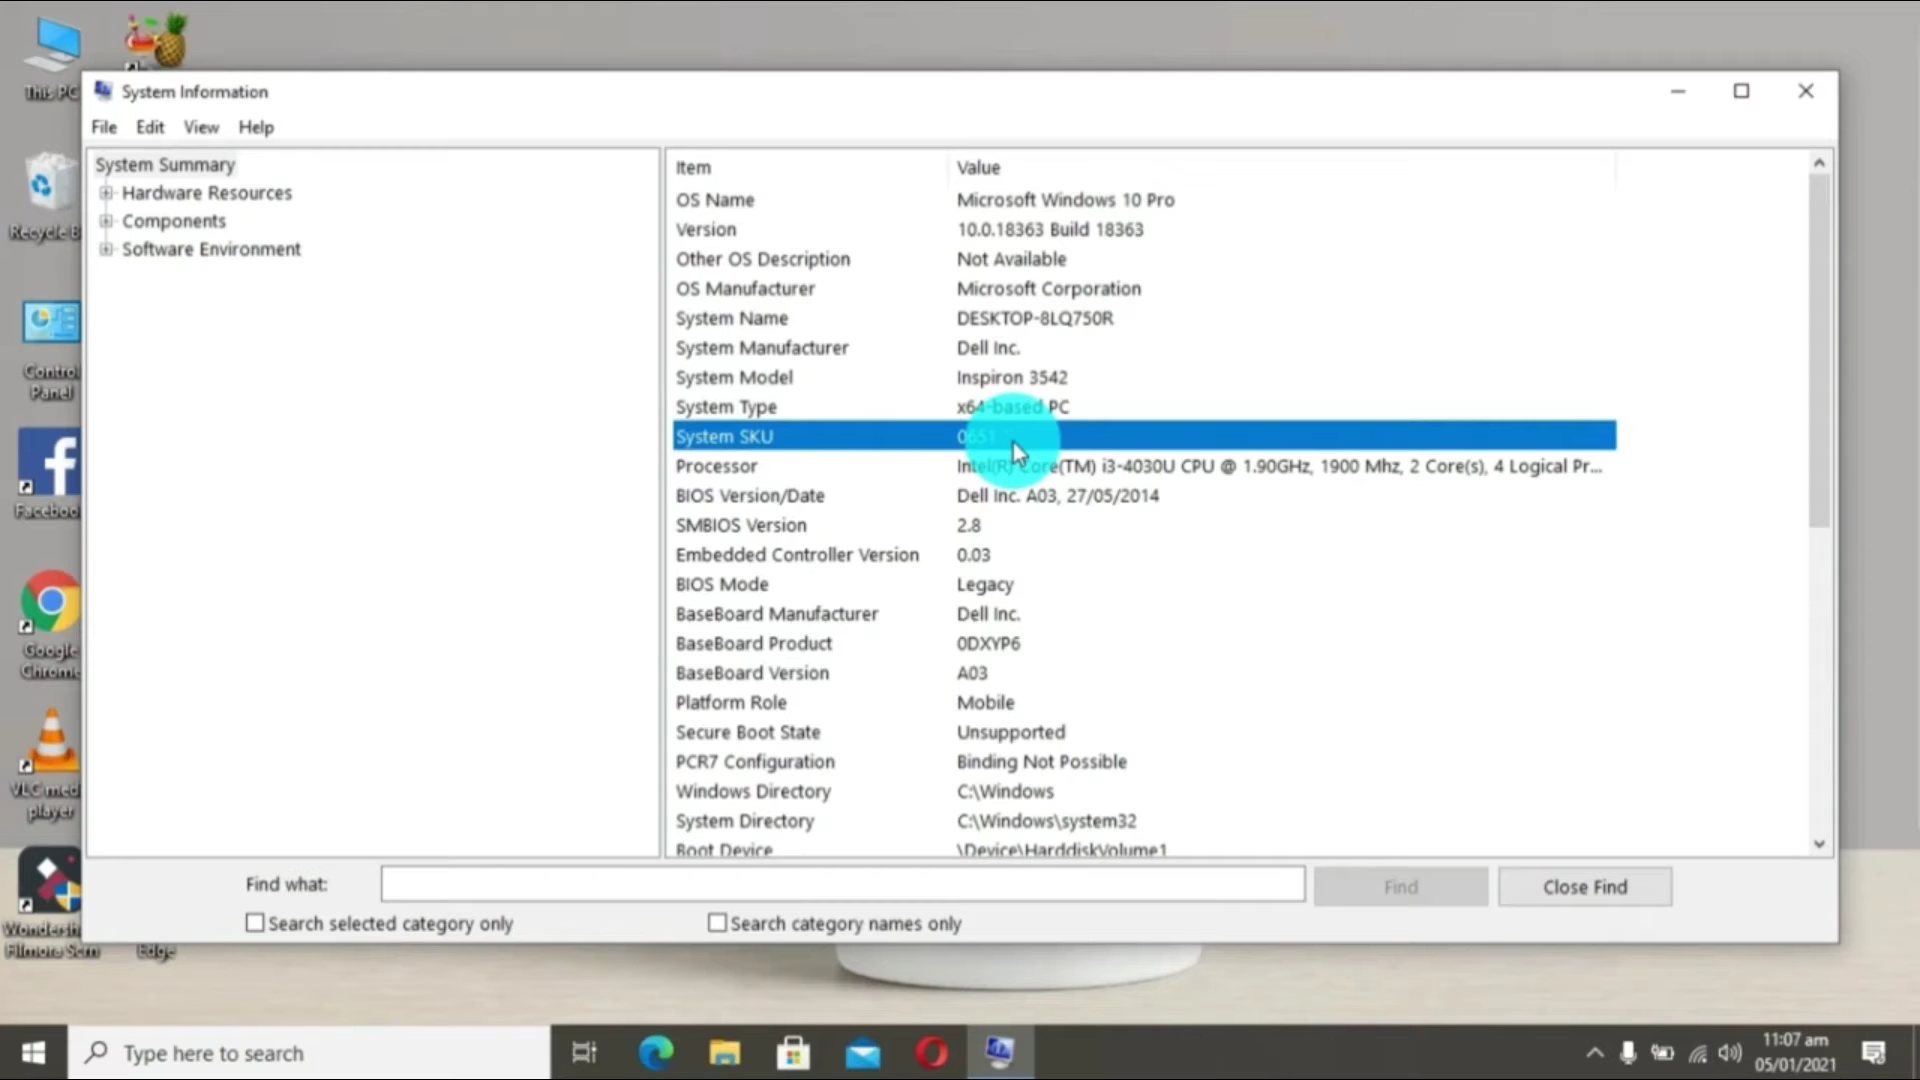 This PC
System Information
File Edit View Help
System Summary
Hardware Resources
Components
Software Environment
Item Value
OS Name Microsoft Windows 10 Pro
Version 10.0.18363 Build 18363
Other OS Description Not Available
OS Manufacturer Microsoft Corporation
System Name DESKTOP-8LQ750R
System Manufacturer Dell Inc.
System Model Inspiron 3542
System Type x64-based PC
System SKU 0651
Processor Intel(R) Core(TM) i3-4030U CPU @ 1.90GHz, 1900 Mhz, 2 Core(s), 4 Logical Pr...
BIOS Version/Date Dell Inc. A03, 27/05/2014
SMBIOS Version 2.8
Embedded Controller Version 0.03
BIOS Mode Legacy
BaseBoard Manufacturer Dell Inc.
BaseBoard Product 0DXYP6
BaseBoard Version A03
Platform Role Mobile
Secure Boot State Unsupported
PCR7 Configuration Binding Not Possible
Windows Directory C:\Windows
System Directory C:\Windows\system32
Boot Device \Device\HarddiskVolume1
Find what: Find Close Find
Search selected category only Search category names only
Recycle B
Control
Panel
Facebook
Google
Chrome
VLC med
player
Wondersh
Filmora Scrn
Edge
Type here to search
11:07 am
05/01/2021